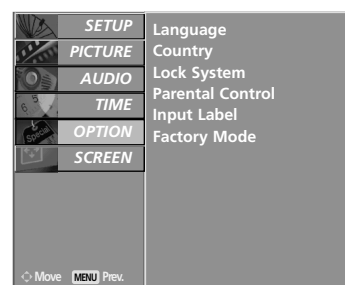 SETUP
PICTURE
AUDIO
TIME
OPTION
SCREEN
Language
Country
Lock System
Parental Control
Input Label
Factory Mode
Special
Move MENU Prev.